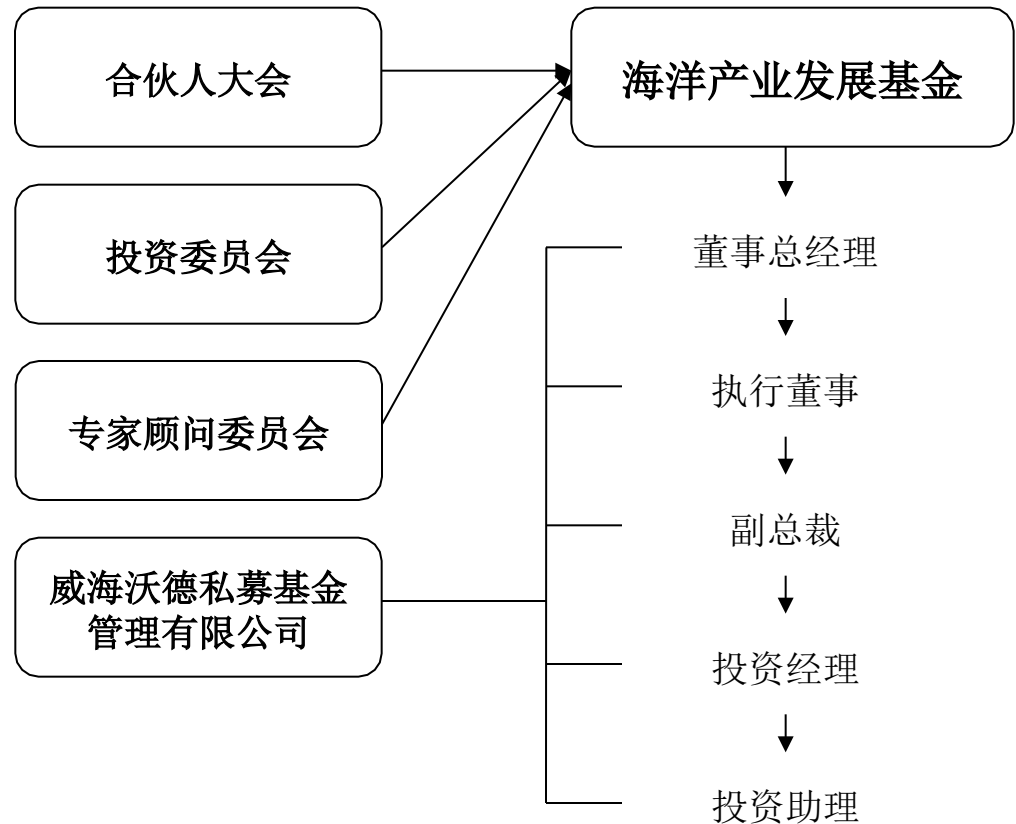 合伙人大会
海洋产业发展基金
投资委员会
专家顾问委员会
威海沃德私募基金
管理有限公司
董事总经理
执行董事
副总裁
投资经理
投资助理